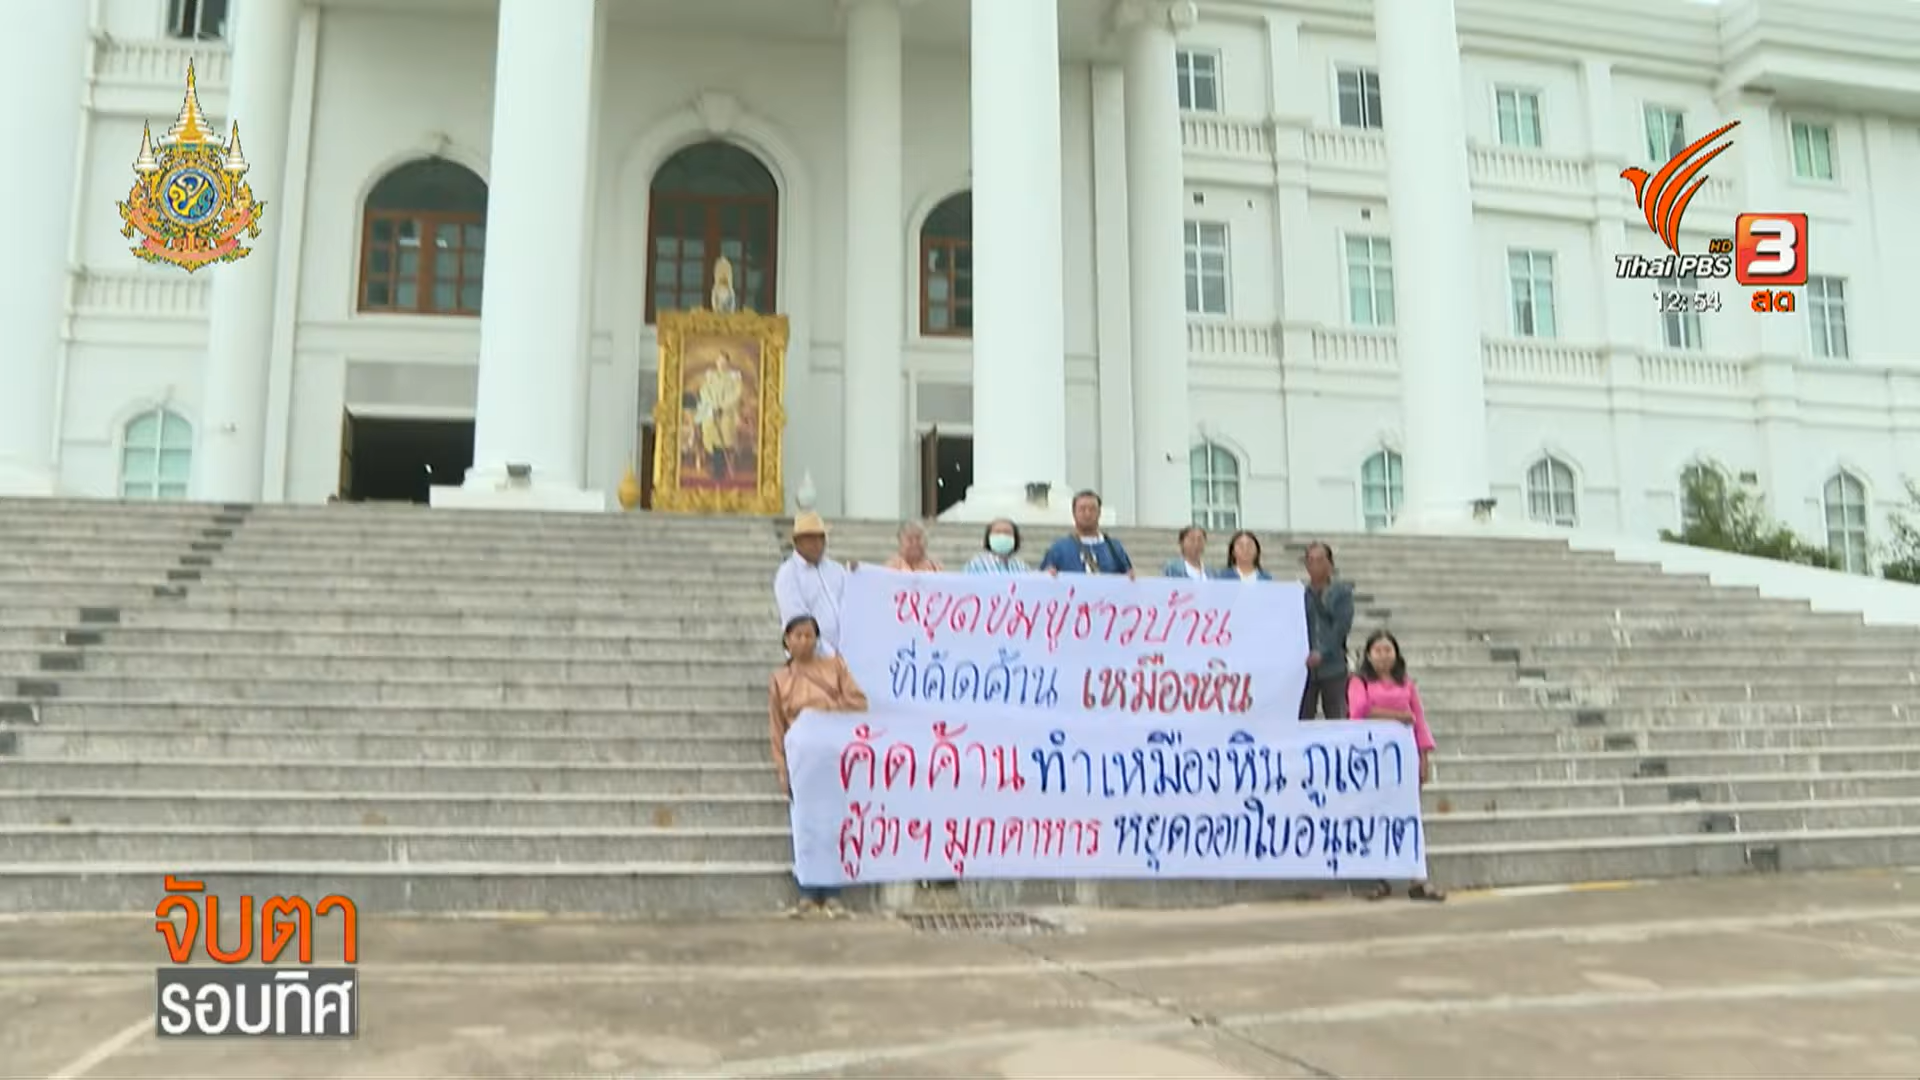 HD
Thai PBS 3
12:54 สด
หยุดข่มขู่ชาวบ้าน
ที่คัดค้าน เหมืองหิน
คัดค้านทำเหมืองหิน ภูเต่า
ผู้ว่าฯ มุกดาหาร หยุดออกใบอนุญาต
จับตา
รอบทิศ